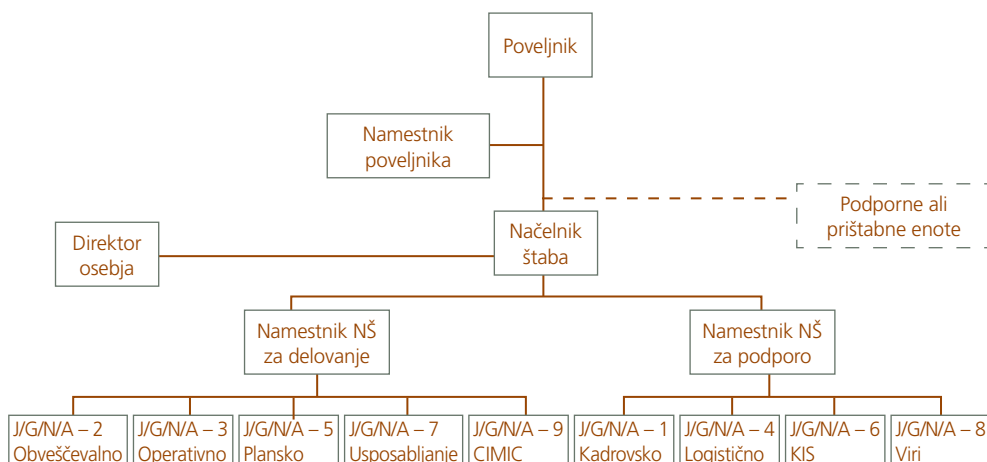 Poveljnik
Namestnik
poveljnika
Podporne ali
prištabne enote
Načelnik
štaba
Direktor
osebja
Namestnik NŠ
za delovanje
Namestnik NŠ
za podporo
J/G/N/A – 2
Obveščevalno
J/G/N/A – 3
Operativno
J/G/N/A – 5
Plansko
J/G/N/A – 7
Usposabljanje
J/G/N/A – 9
CIMIC
J/G/N/A – 1
Kadrovsko
J/G/N/A – 4
Logistično
J/G/N/A – 6
KIS
J/G/N/A – 8
Viri